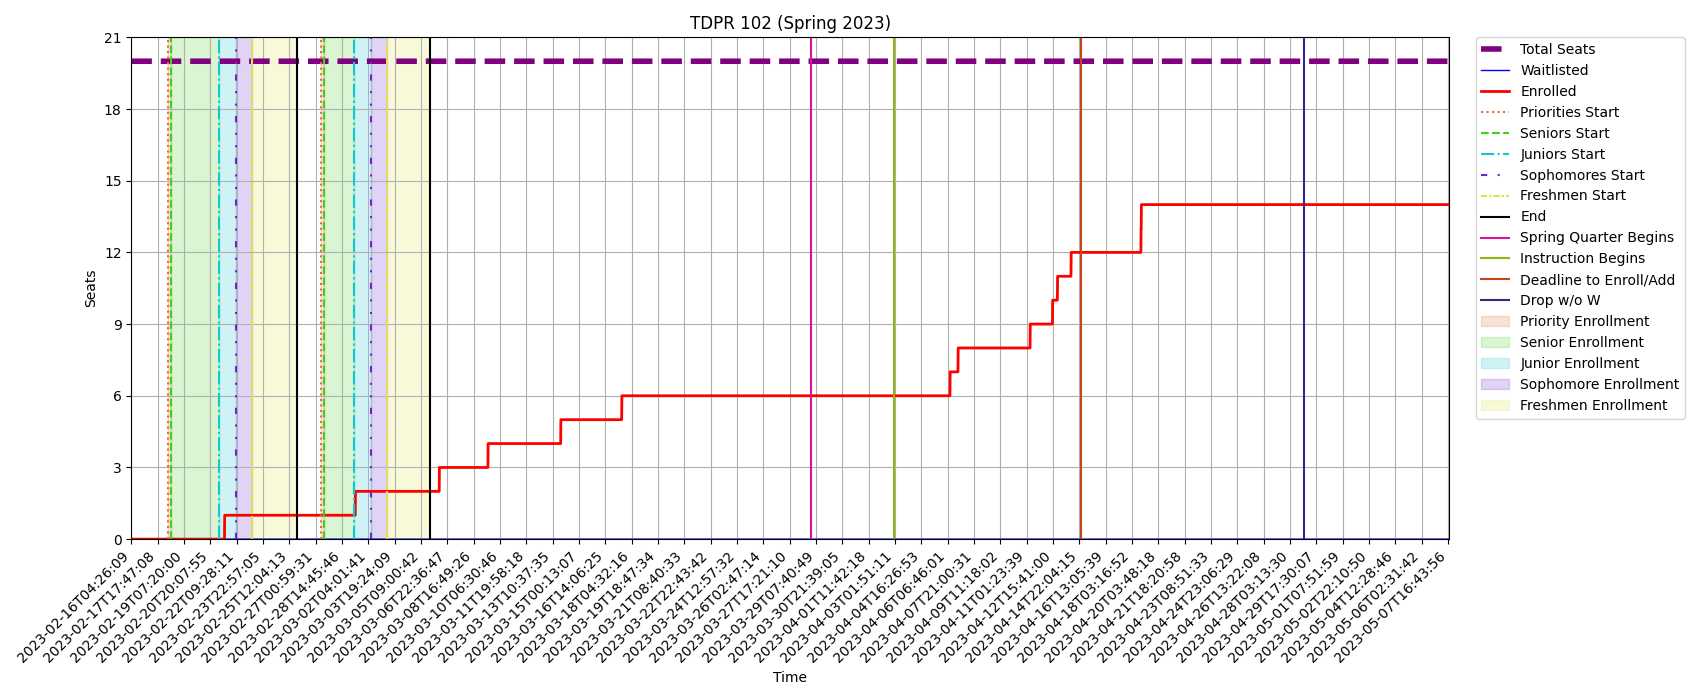 TDPR 102 (Spring 2023)
21
18
15
12
9
6
3
0
Seats
2023-02-16T04:26:09
2023-02-17T17:47:08
2023-02-19T07:20:00
2023-02-20T20:07:55
2023-02-22T09:28:11
2023-02-23T22:57:05
2023-02-25T12:04:13
2023-02-27T00:59:31
2023-02-28T14:45:46
2023-03-02T04:01:41
2023-03-03T19:24:09
2023-03-05T09:00:42
2023-03-06T22:36:47
2023-03-08T16:49:26
2023-03-10T06:30:46
2023-03-11T19:58:18
2023-03-13T10:37:35
2023-03-15T00:13:07
2023-03-16T14:06:25
2023-03-18T04:32:16
2023-03-19T18:47:34
2023-03-21T08:40:33
2023-03-22T22:43:42
2023-03-24T12:57:32
2023-03-26T02:47:14
2023-03-27T17:21:10
2023-03-29T07:40:49
2023-03-30T21:39:05
2023-04-01T11:42:18
2023-04-03T01:51:11
2023-04-04T16:26:53
2023-04-06T06:46:01
2023-04-07T21:00:31
2023-04-09T11:18:02
2023-04-11T01:23:39
2023-04-12T15:41:00
2023-04-14T22:04:15
2023-04-16T13:05:39
2023-04-18T03:16:52
2023-04-20T03:48:18
2023-04-21T18:20:58
2023-04-23T08:51:33
2023-04-24T23:06:29
2023-04-26T13:22:08
2023-04-28T03:13:30
2023-04-29T17:30:07
2023-05-01T07:51:59
2023-05-02T22:10:50
2023-05-04T12:28:46
2023-05-06T02:31:42
2023-05-07T16:43:56
Time
Total Seats
Waitlisted
Enrolled
Priorities Start
Seniors Start
Juniors Start
Sophomores Start
Freshmen Start
End
Spring Quarter Begins
Instruction Begins
Deadline to Enroll/Add
Drop w/o W
Priority Enrollment
Senior Enrollment
Junior Enrollment
Sophomore Enrollment
Freshmen Enrollment